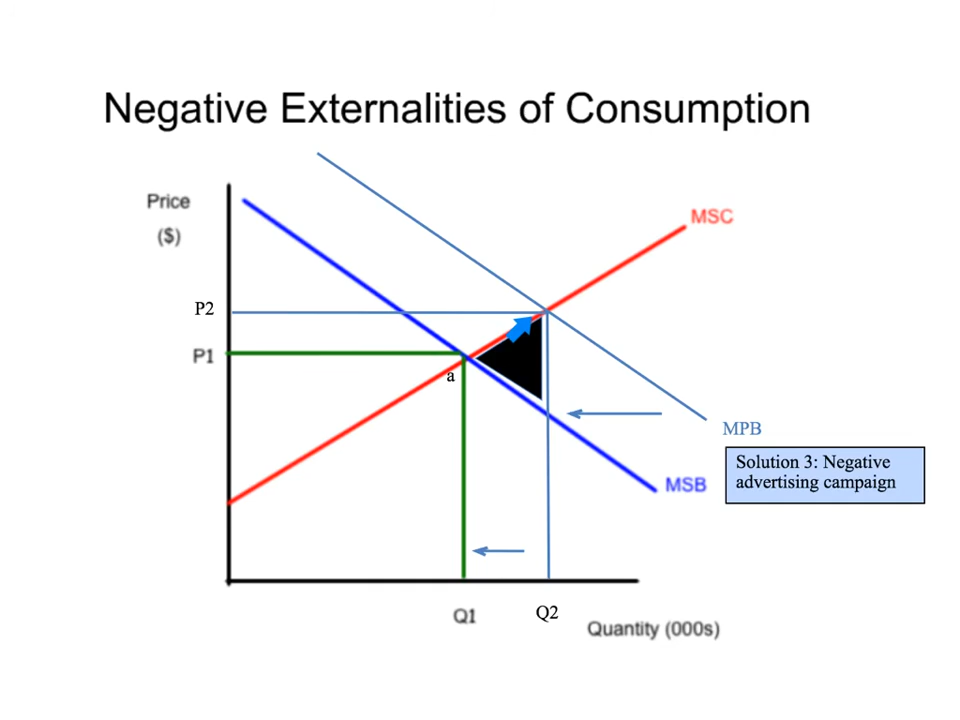 Negative Externalities of Consumption
Price
($)
MSC
P2
P1
a
MPB
Solution 3: Negative
advertising campaign
MSB
Q1
Q2
Quantity (000s)